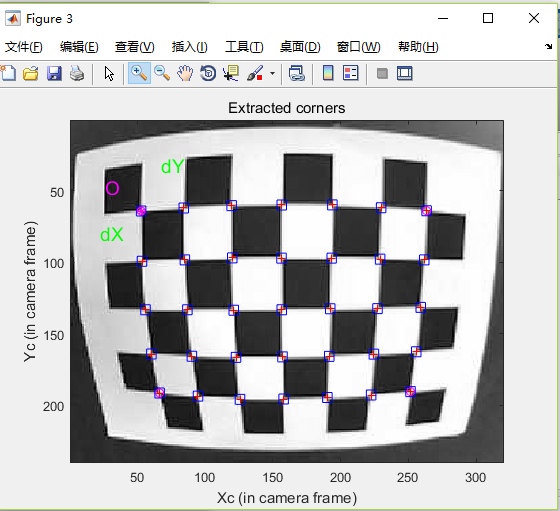 Figure 3
文件(F) 编辑(E) 查看(V) 插入(I) 工具(T) 桌面(D) 窗口(W) 帮助(H)
Extracted corners
dY
O
dX
Yc (in camera frame)
50
100
150
200
50 100 150 200 250 300
Xc (in camera frame)